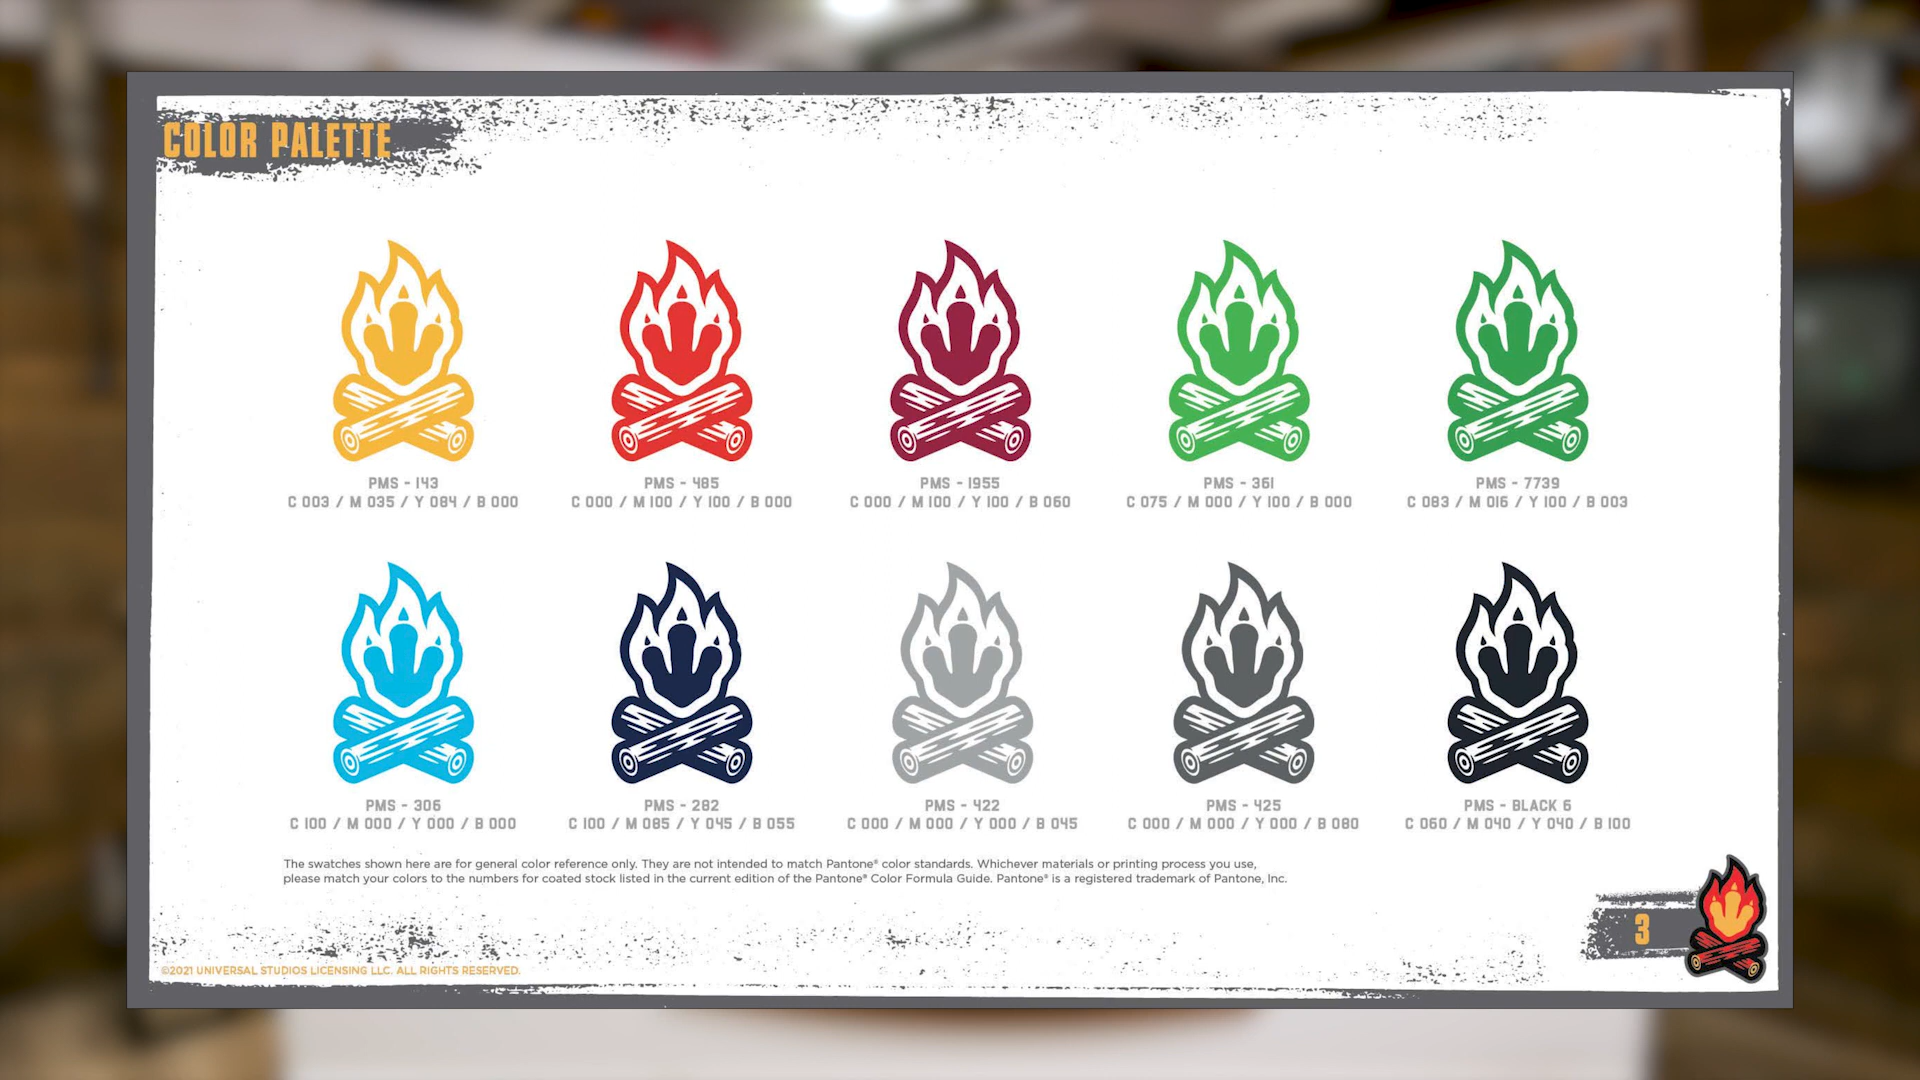 COLOR PALETTE
PMS - 143
C 003 / M 035 / Y 084 / B 000
PMS - 485
C 000 / M 100 / Y 100 / B 000
PMS - 1955
C 000 / M 100 / Y 100 / B 060
PMS - 361
C 075 / M 000 / Y 100 / B 000
PMS - 7739
C 083 / M 016 / Y 100 / B 003
PMS - 306
C 100 / M 000 / Y 000 / B 000
PMS - 282
C 100 / M 085 / Y 045 / B 055
PMS - 422
C 000 / M 000 / Y 000 / B 045
PMS - 425
C 000 / M 000 / Y 000 / B 080
PMS - BLACK 6
C 060 / M 040 / Y 040 / B 100
The swatches shown here are for general color reference only. They are not intended to match Pantone® color standards. Whichever materials or printing process you use,
please match your colors to the numbers for coated stock listed in the current edition of the Pantone® Color Formula Guide. Pantone® is a registered trademark of Pantone, Inc.
3
©2021 UNIVERSAL STUDIOS LICENSING LLC. ALL RIGHTS RESERVED.